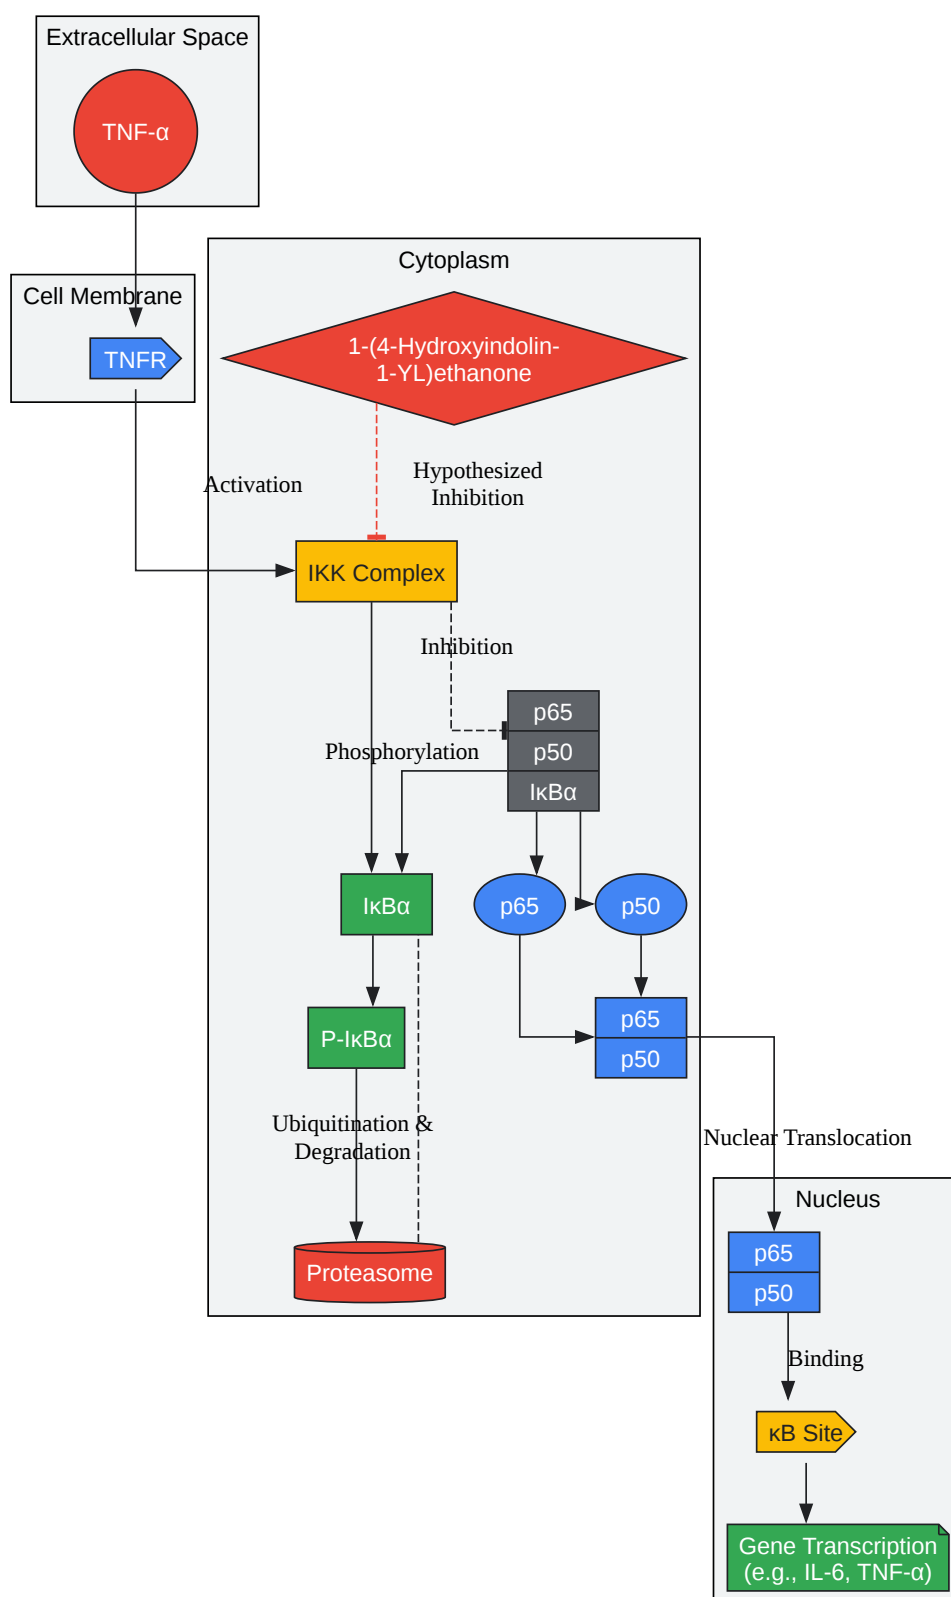 Extracellular Space
TNF-α
Cell Membrane
TNFR
Cytoplasm
1-(4-Hydroxyindolin-
1-YL)ethanone
Activation
Hypothesized
Inhibition
IKK Complex
Inhibition
p65
p50
IκBα
Phosphorylation
IκBα
p65
p50
P-IκBα
p65
p50
Ubiquitination &
Degradation
Nuclear Translocation
Proteasome
Nucleus
p65
p50
Binding
κB Site
Gene Transcription
(e.g., IL-6, TNF-α)